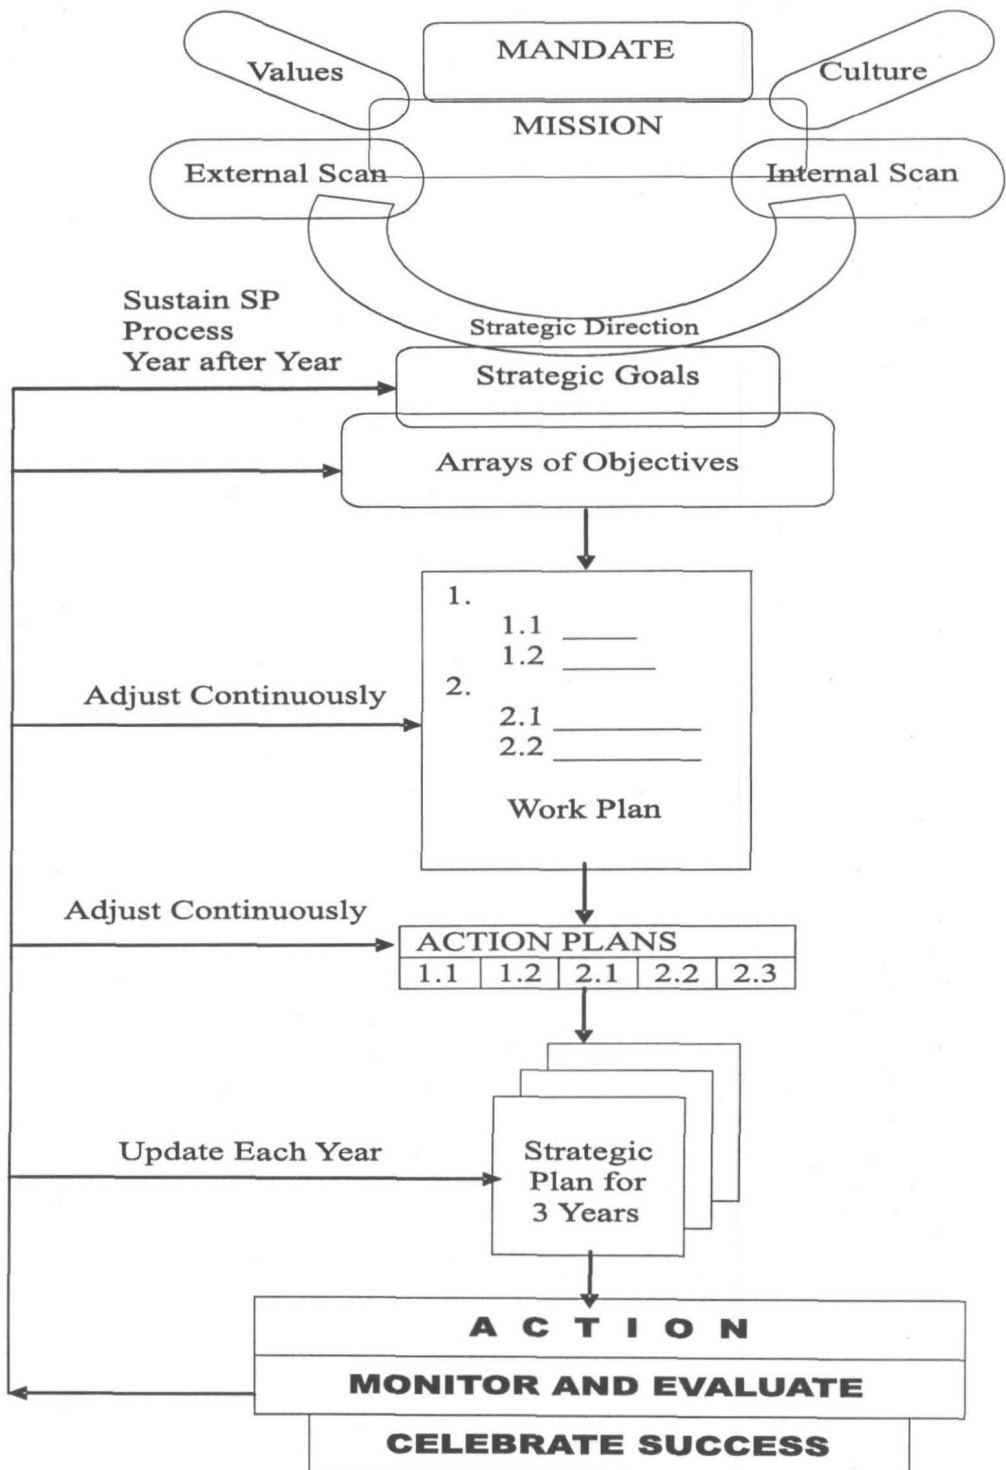 MANDATE
Values
Culture
MISSION
External Scan
Internal Scan
Sustain SP
Process
Year after Year
Strategic Direction
Strategic Goals
Arrays of Objectives
1.
1.1
1.2
2.
2.1
2.2
Adjust Continuously
Work Plan
Adjust Continuously
ACTION PLANS
1.1 1.2 2.1 2.2 2.3
Update Each Year
Strategic
Plan for
3 Years
ACTION
MONITOR AND EVALUATE
CELEBRATE SUCCESS